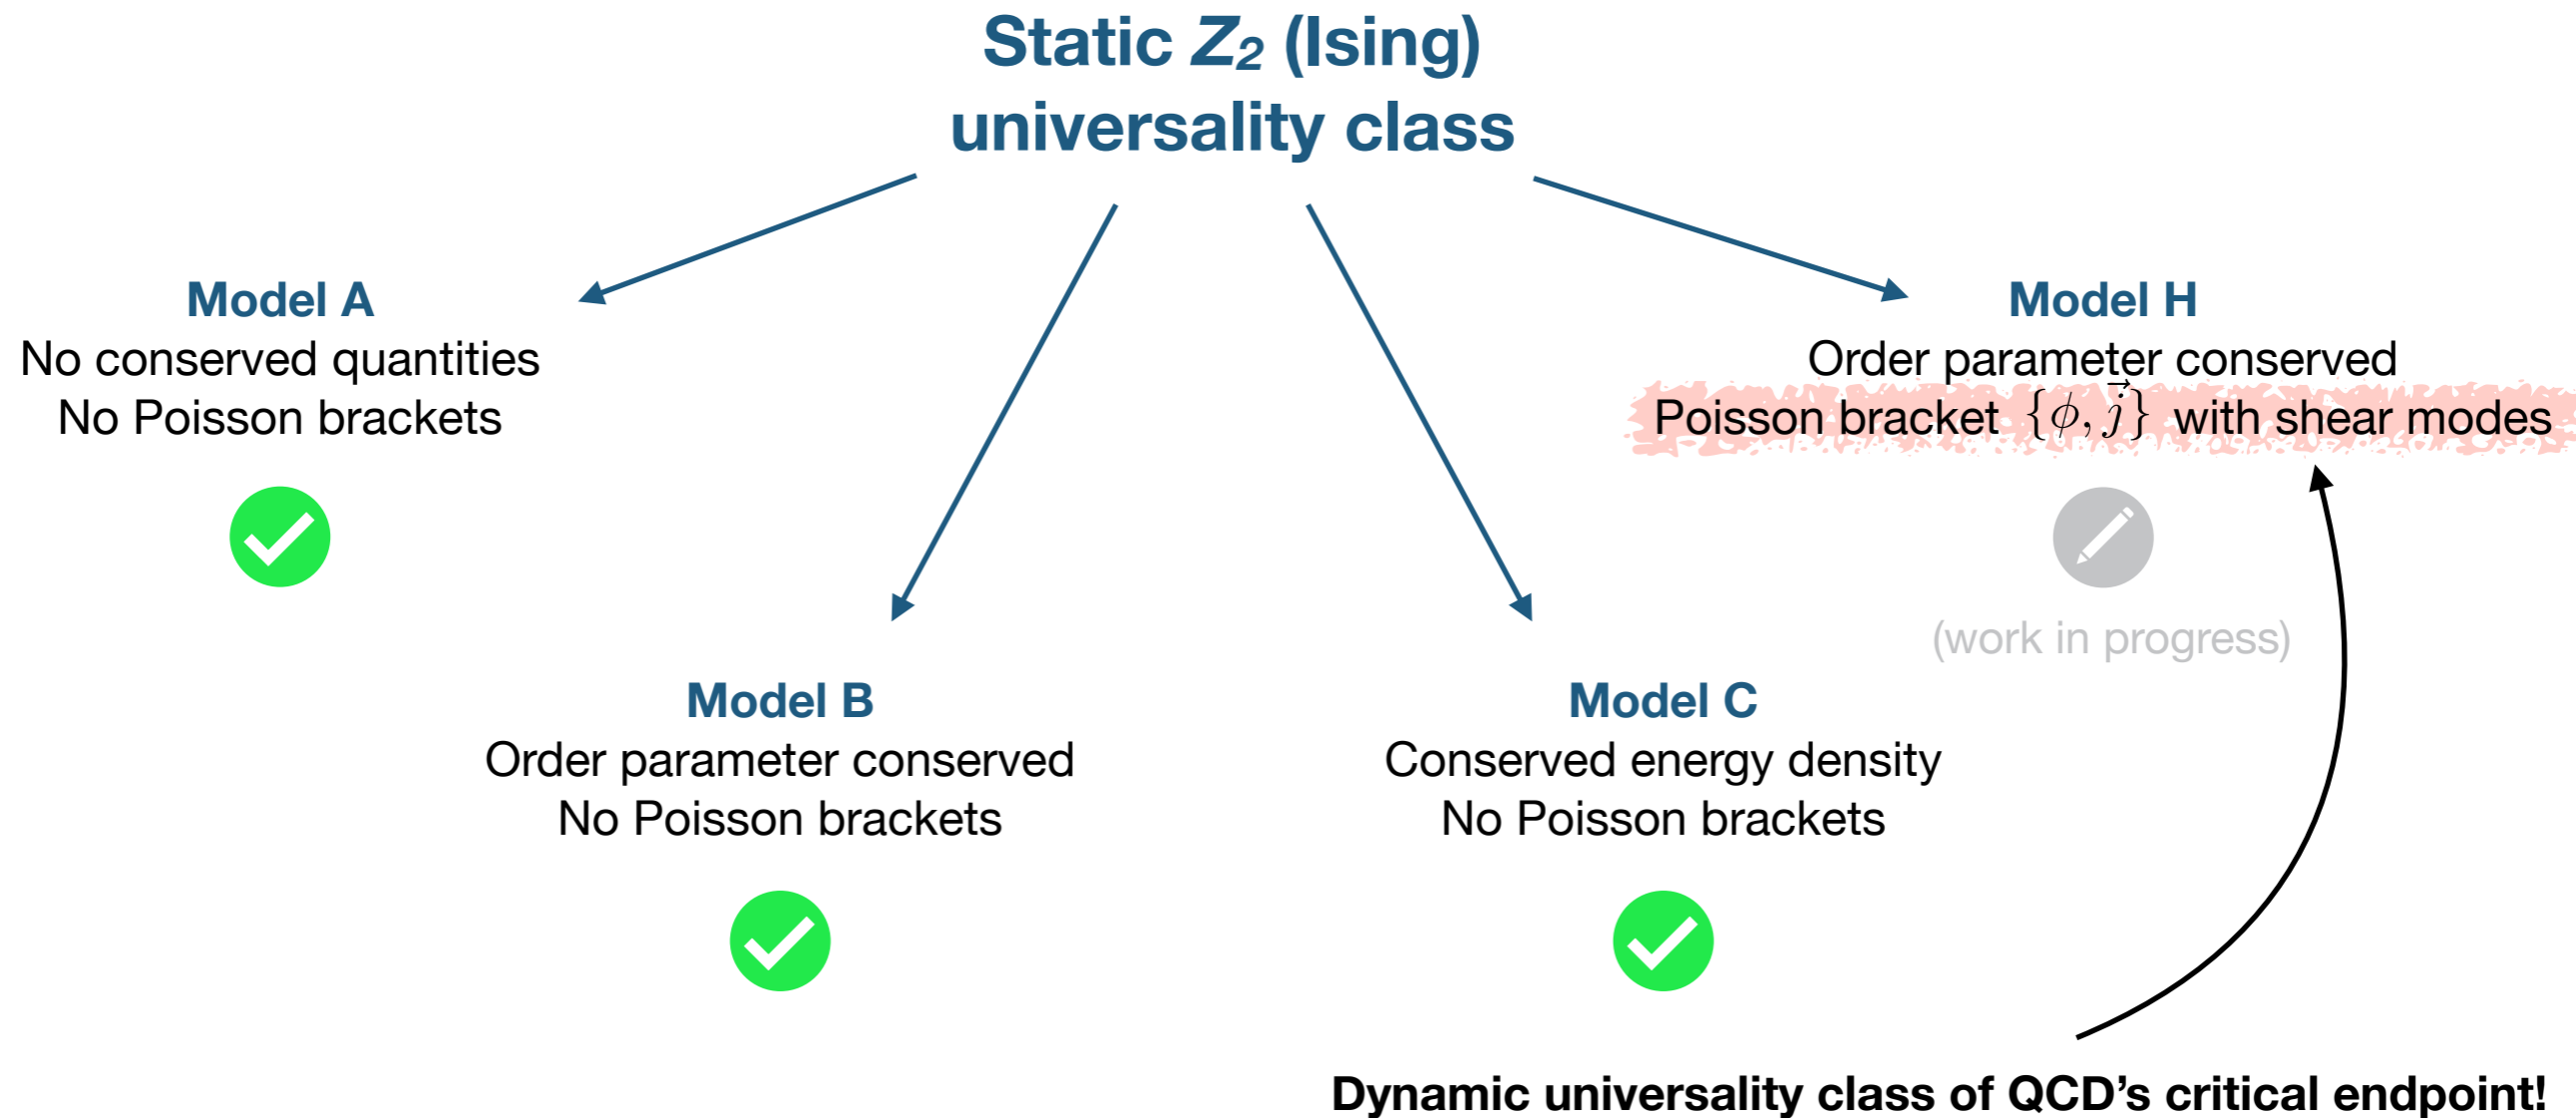 Static Z₂ (Ising)
universality class
Model A
No conserved quantities
No Poisson brackets
Model H
Order parameter conserved
Poisson bracket {ϕ, j⃗} with shear modes
(work in progress)
Model B
Order parameter conserved
No Poisson brackets
Model C
Conserved energy density
No Poisson brackets
Dynamic universality class of QCD’s critical endpoint!